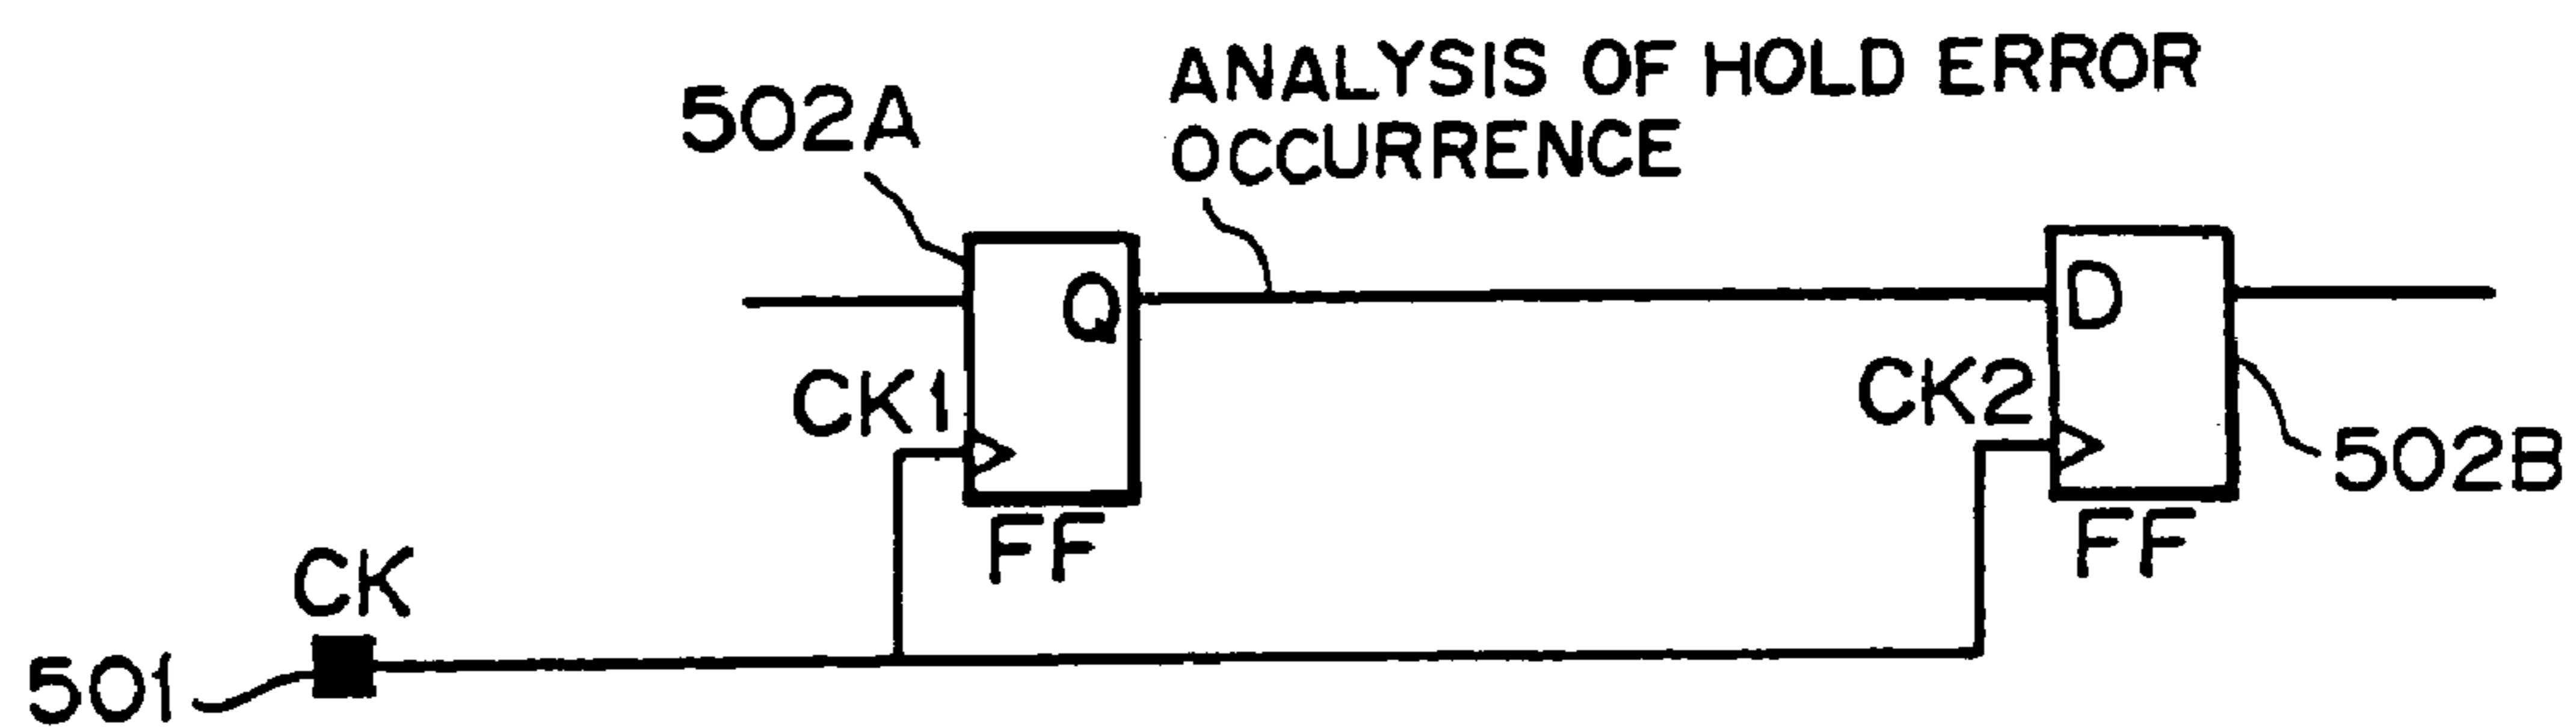 ANALYSIS OF HOLD ERROR
OCCURRENCE
502A
Q
D
CK1
CK2
502B
FF
FF
CK
501